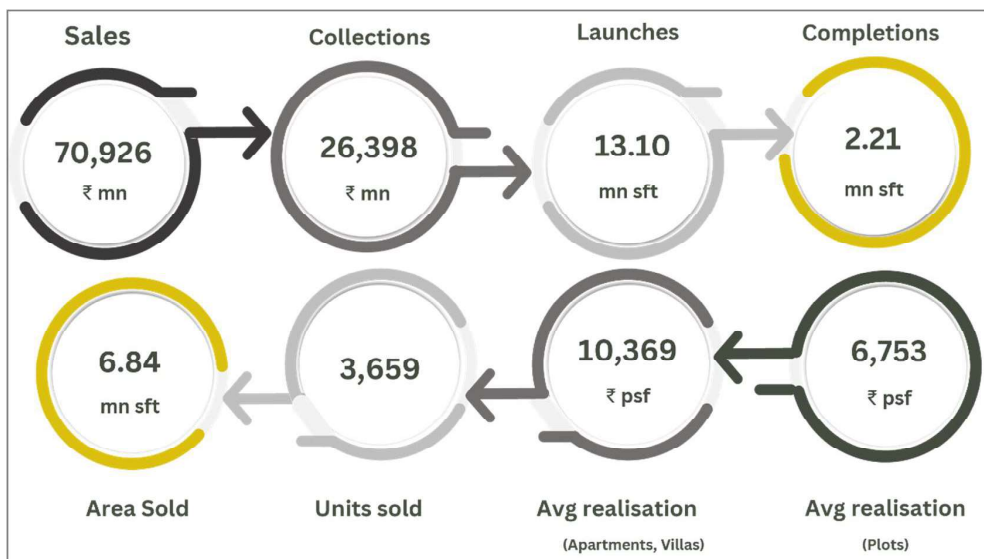 Sales
Collections
Launches
Completions
70,926
₹ mn
26,398
₹ mn
13.10
mn sft
2.21
mn sft
6.84
mn sft
3,659
10,369
₹ psf
6,753
₹ psf
Area Sold
Units sold
Avg realisation
(Apartments, Villas)
Avg realisation
(Plots)